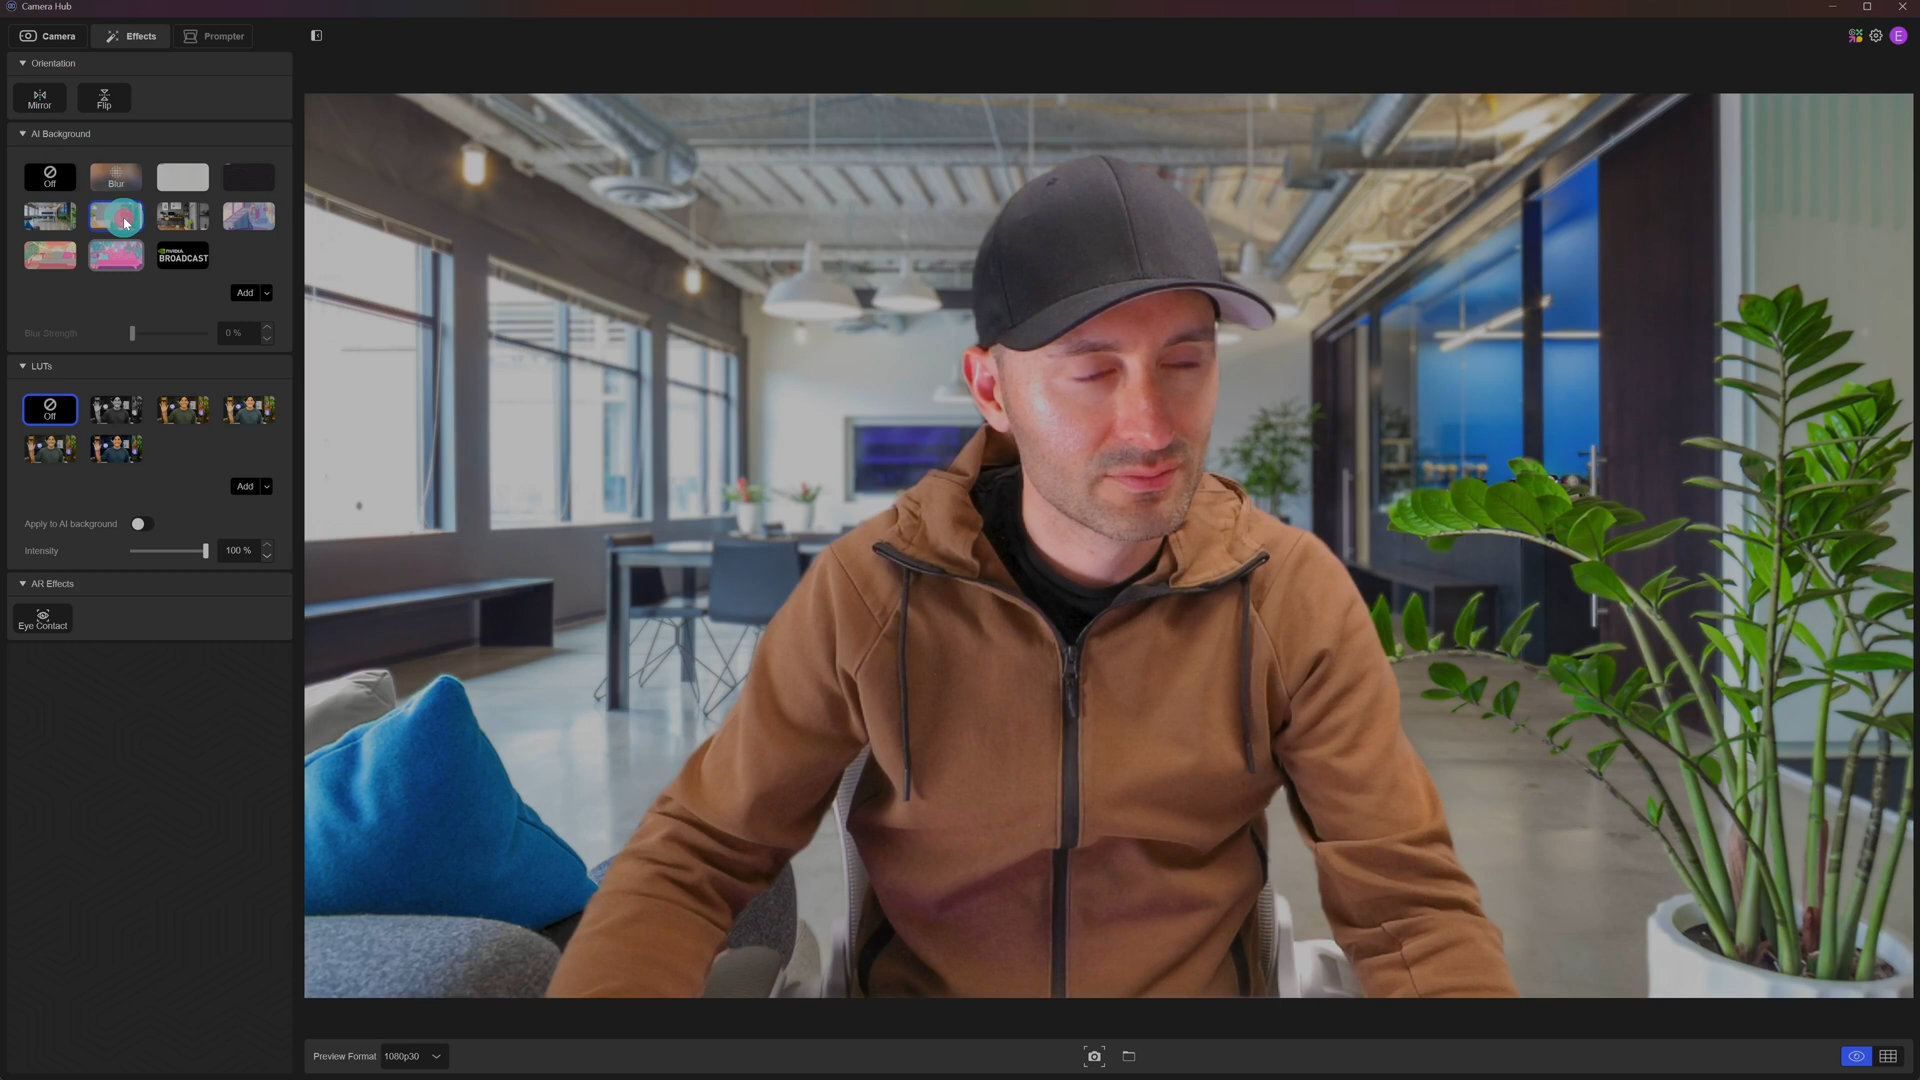 Camera Hub
Camera
Effects
Prompter
E
Orientation
Mirror
Flip
AI Background
Off
Blur
NVIDIA.
BROADCAST
Add
Blur Strength
0 %
LUTs
Off
Add
Apply to AI background
Intensity
100 %
AR Effects
Eye Contact
Preview Format
1080p30